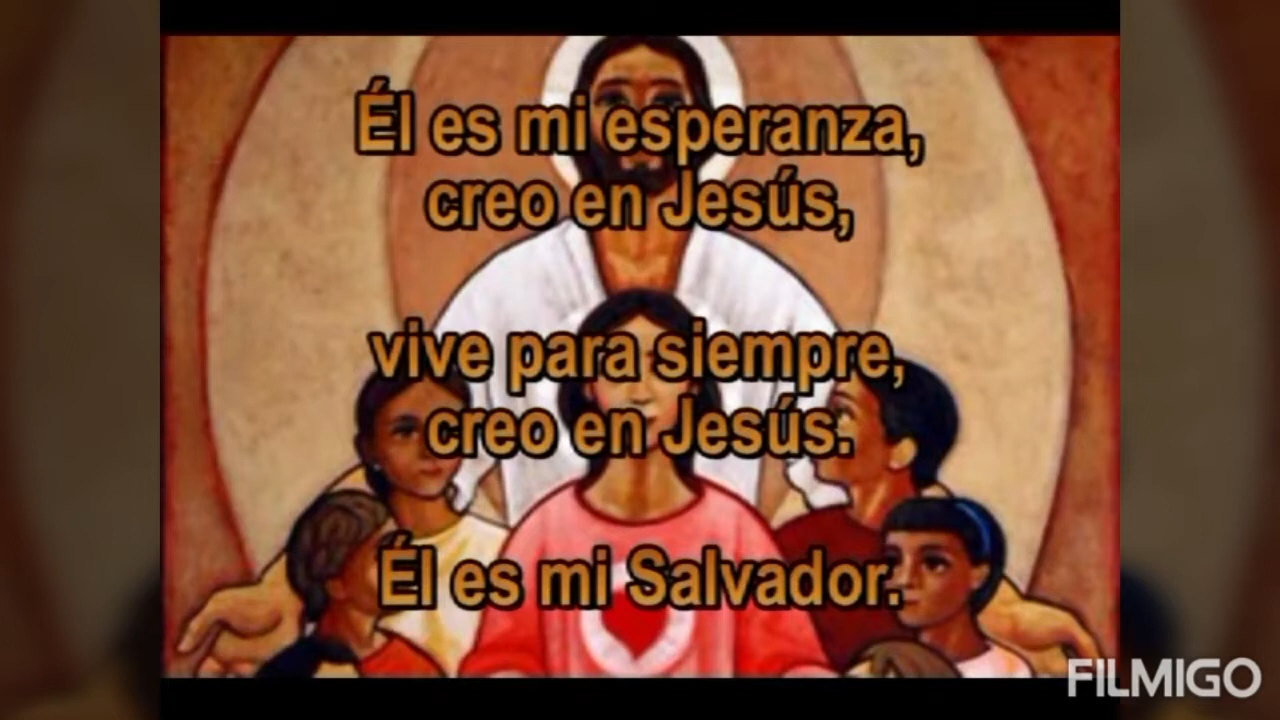 Él es mi esperanza,
creo en Jesús,
vive para siempre,
creo en Jesús.
Él es mi Salvador.
FILMIGO